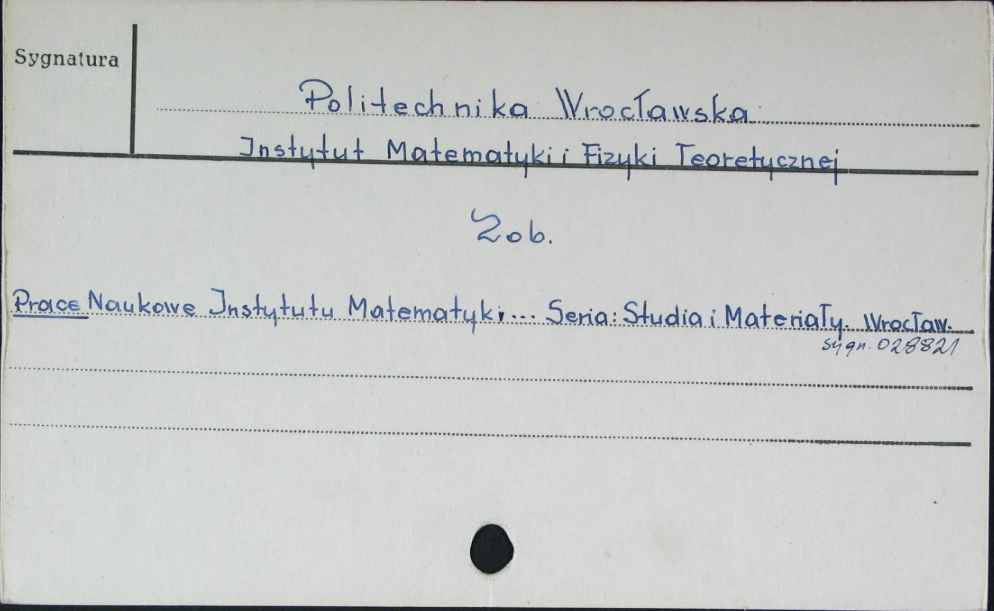 Sygnatura
Politechnika Wrocławska
Instytut Matematyki i Fizyki Teoretycznej
Zob.
Prace Naukowe Instytutu Matematyki... Seria: Studia i Materiały. Wrocław.
sygn. 028821